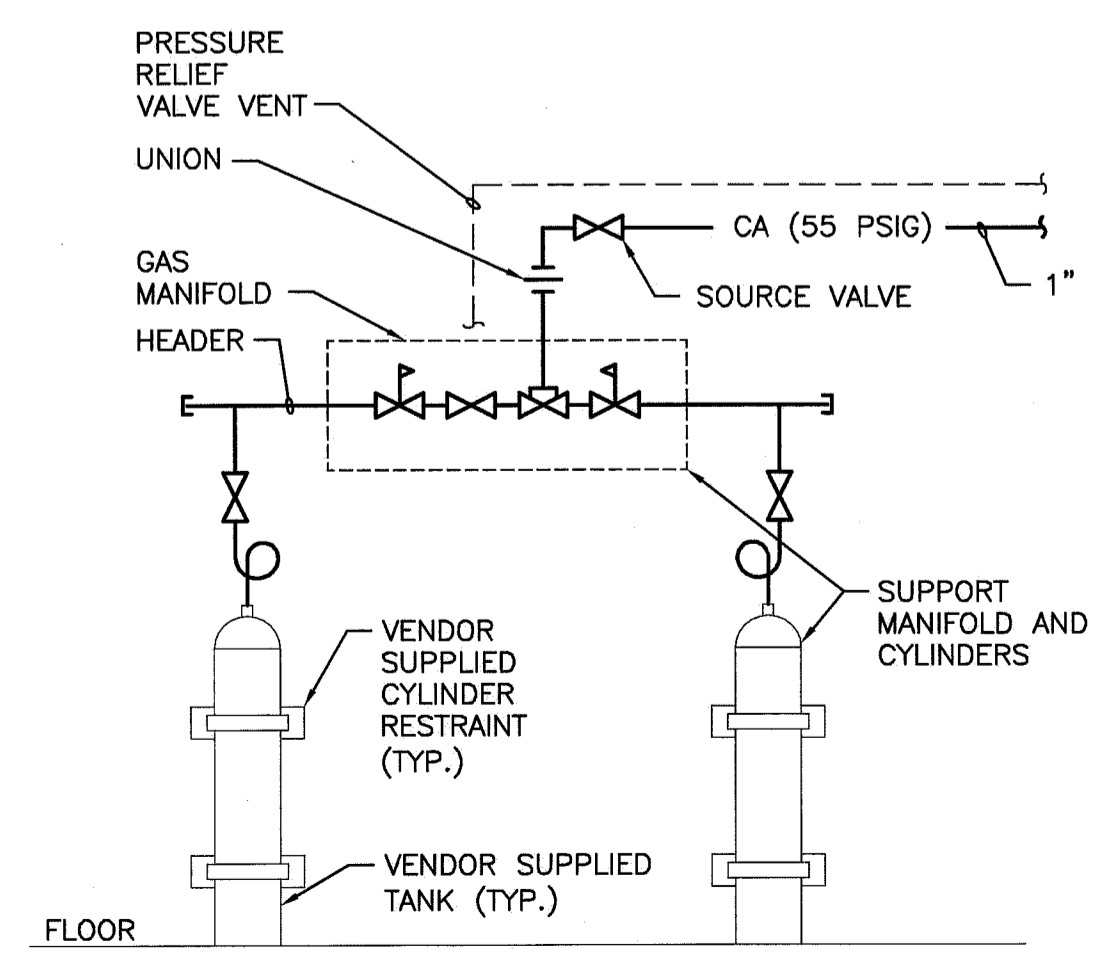 PRESSURE
RELIEF
VALVE VENT
UNION
CA (55 PSIG)
GAS
MANIFOLD
SOURCE VALVE
1"
HEADER
SUPPORT
MANIFOLD AND
CYLINDERS
VENDOR
SUPPLIED
CYLINDER
RESTRAINT
(TYP.)
VENDOR SUPPLIED
TANK (TYP.)
FLOOR